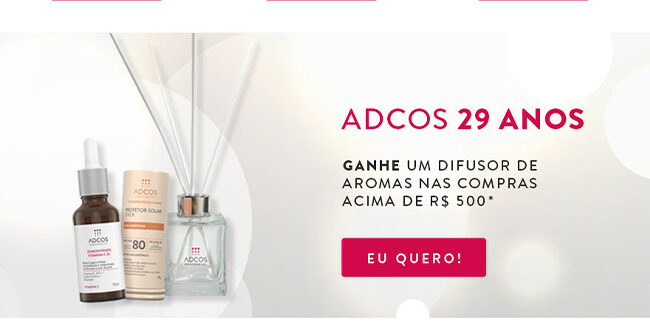 ADCOS 29 ANOS
GANHE UM DIFUSOR DE
AROMAS NAS COMPRAS
ACIMA DE R$ 500*
EU QUERO!
ADCOS
CONCENTRADO
VITAMINA C 20
ADCOS
PROTETOR SOLAR
STICK
80
ADCOS